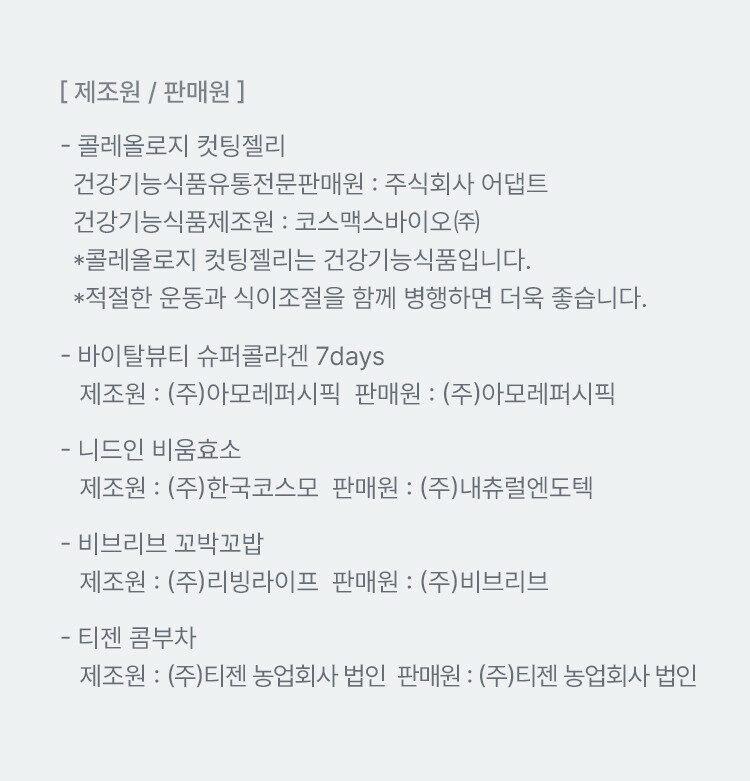 [ 제조원 / 판매원 ]
- 콜레올로지 컷팅젤리
건강기능식품유통전문판매원 : 주식회사 어댑트
건강기능식품제조원 : 코스맥스바이오㈜
*콜레올로지 컷팅젤리는 건강기능식품입니다.
*적절한 운동과 식이조절을 함께 병행하면 더욱 좋습니다.
- 바이탈뷰티 슈퍼콜라겐 7days
제조원 : (주)아모레퍼시픽 판매원 : (주)아모레퍼시픽
- 니드인 비움효소
제조원 : (주)한국코스모 판매원 : (주)내츄럴엔도텍
- 비브리브 꼬박꼬밥
제조원 : (주)리빙라이프 판매원 : (주)비브리브
- 티젠 콤부차
제조원 : (주)티젠 농업회사 법인 판매원 : (주)티젠 농업회사 법인